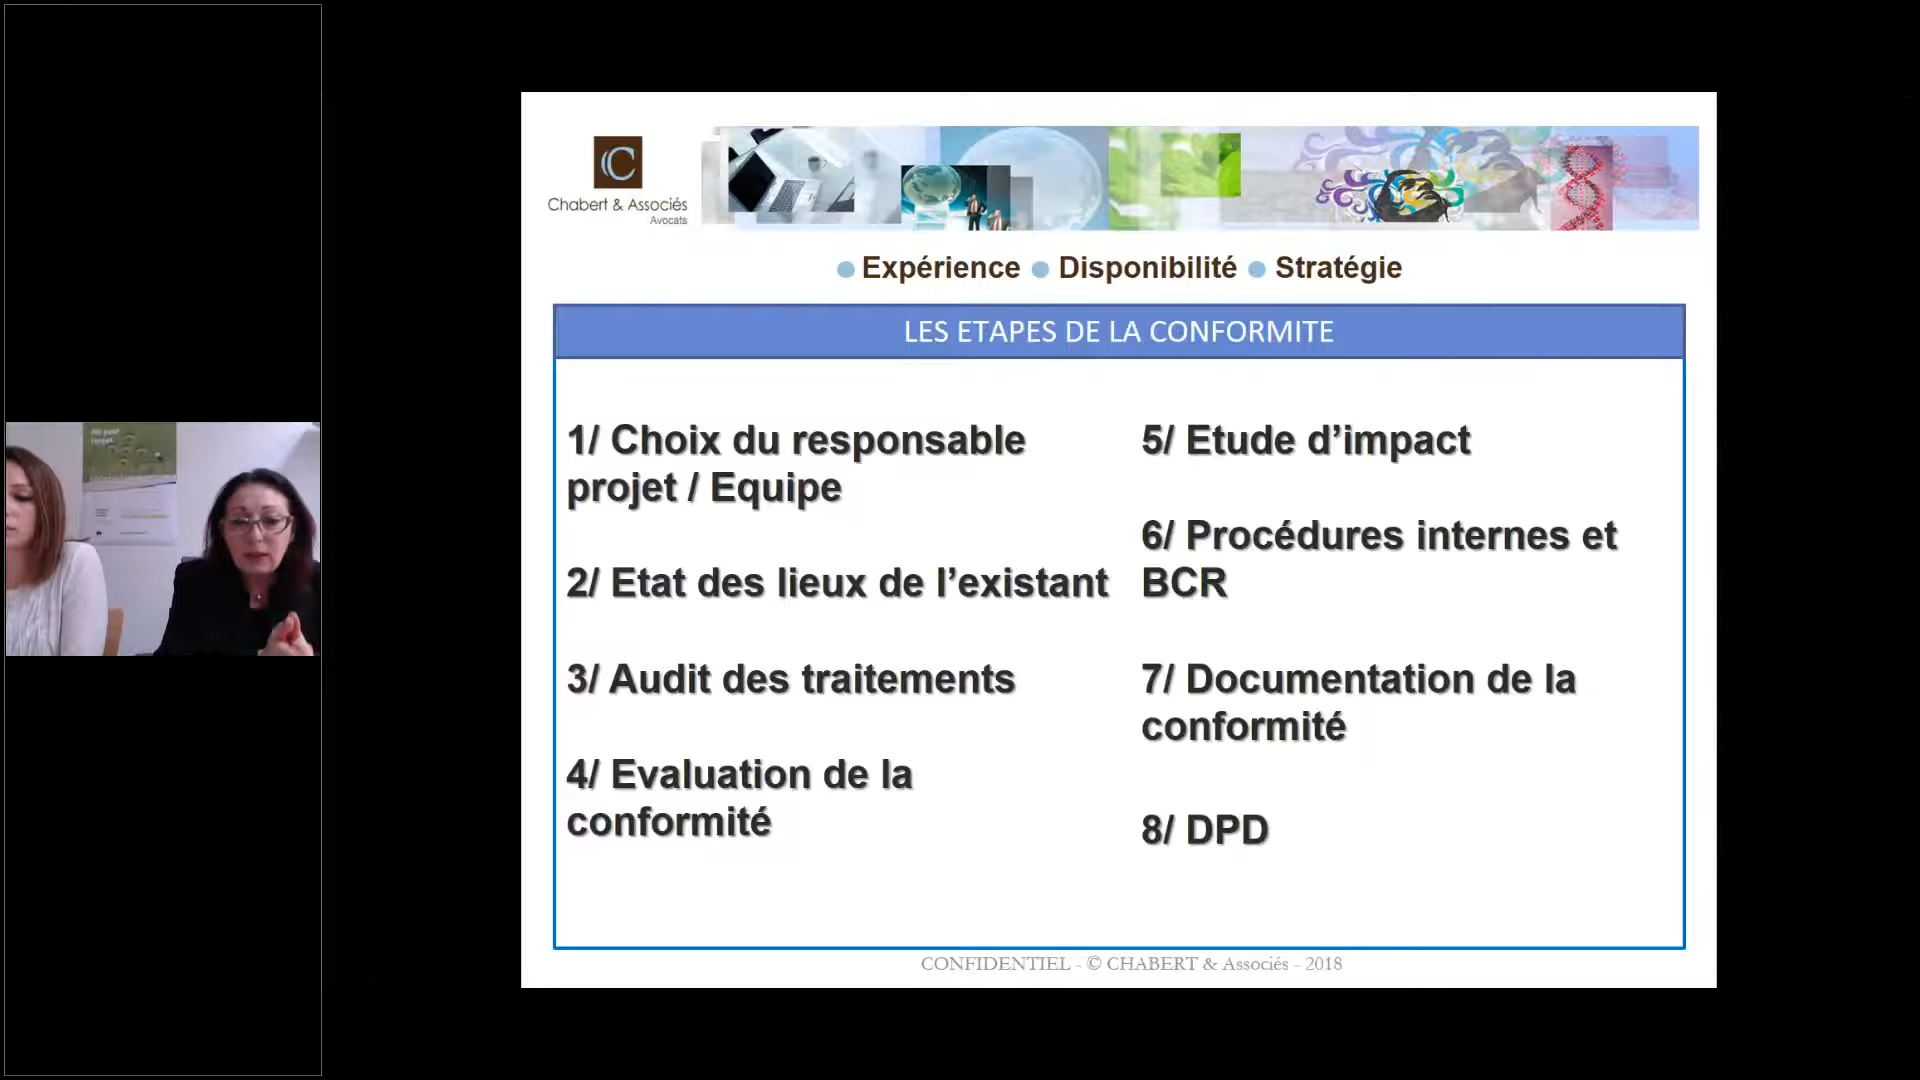 C
Chabert & Associés
Avocats
Expérience Disponibilité Stratégie
LES ETAPES DE LA CONFORMITE
1/ Choix du responsable
projet / Equipe
2/ Etat des lieux de l’existant
3/ Audit des traitements
4/ Evaluation de la
conformité
5/ Etude d’impact
6/ Procédures internes et
BCR
7/ Documentation de la
conformité
8/ DPD
CONFIDENTIEL - © CHABERT & Associés - 2018